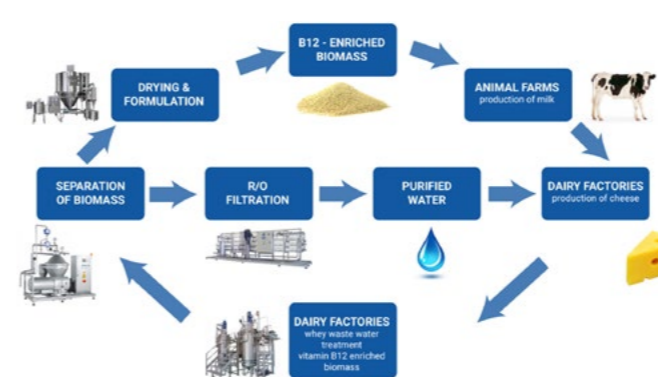 B12 - ENRICHED
BIOMASS
DRYING &
FORMULATION
ANIMAL FARMS
production of milk
SEPARATION
OF BIOMASS
R/O
FILTRATION
PURIFIED
WATER
DAIRY FACTORIES
production of cheese
DAIRY FACTORIES
whey waste water
treatment
vitamin B12 enriched
biomass